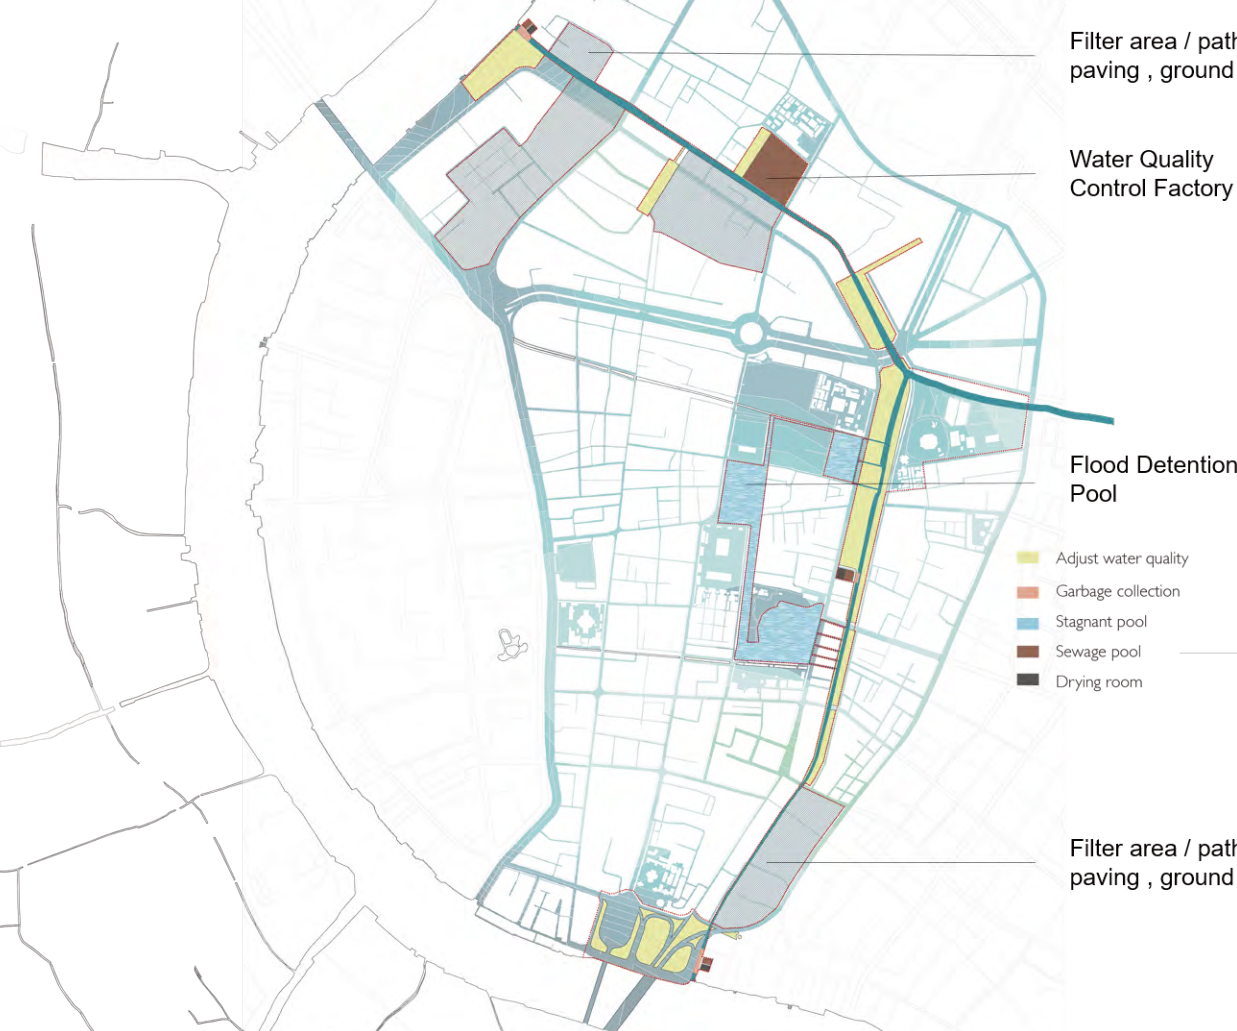 Filter area / path
paving , ground
Water Quality
Control Factory
Flood Detention
Pool
Adjust water quality
Garbage collection
Stagnant pool
Sewage pool
Drying room
Filter area / path
paving , ground